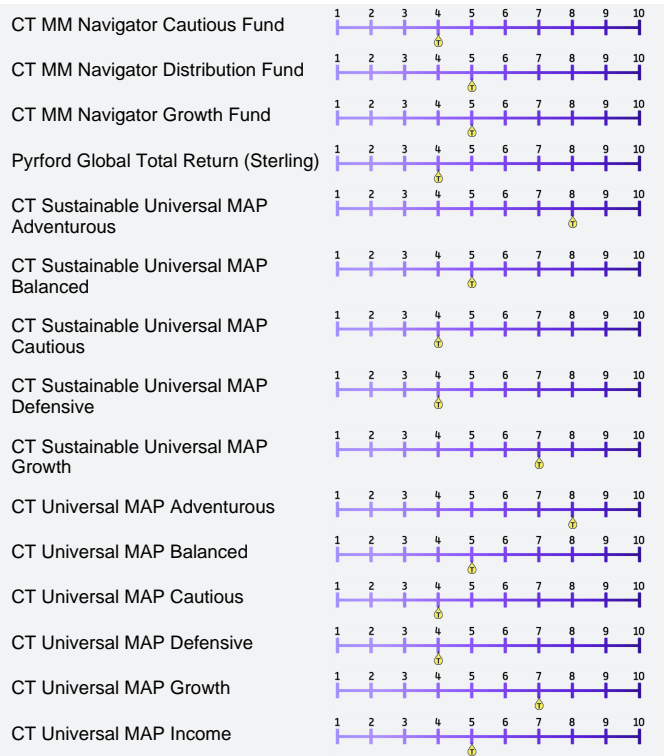 CT MM Navigator Cautious Fund
1 2 3 4 5 6 7 8 9 10
T
CT MM Navigator Distribution Fund
1 2 3 4 5 6 7 8 9 10
T
CT MM Navigator Growth Fund
1 2 3 4 5 6 7 8 9 10
T
Pyrford Global Total Return (Sterling)
1 2 3 4 5 6 7 8 9 10
T
CT Sustainable Universal MAP
Adventurous
1 2 3 4 5 6 7 8 9 10
T
CT Sustainable Universal MAP
Balanced
1 2 3 4 5 6 7 8 9 10
T
CT Sustainable Universal MAP
Cautious
1 2 3 4 5 6 7 8 9 10
T
CT Sustainable Universal MAP
Defensive
1 2 3 4 5 6 7 8 9 10
T
CT Sustainable Universal MAP
Growth
1 2 3 4 5 6 7 8 9 10
T
CT Universal MAP Adventurous
1 2 3 4 5 6 7 8 9 10
T
CT Universal MAP Balanced
1 2 3 4 5 6 7 8 9 10
T
CT Universal MAP Cautious
1 2 3 4 5 6 7 8 9 10
T
CT Universal MAP Defensive
1 2 3 4 5 6 7 8 9 10
T
CT Universal MAP Growth
1 2 3 4 5 6 7 8 9 10
T
CT Universal MAP Income
1 2 3 4 5 6 7 8 9 10
T